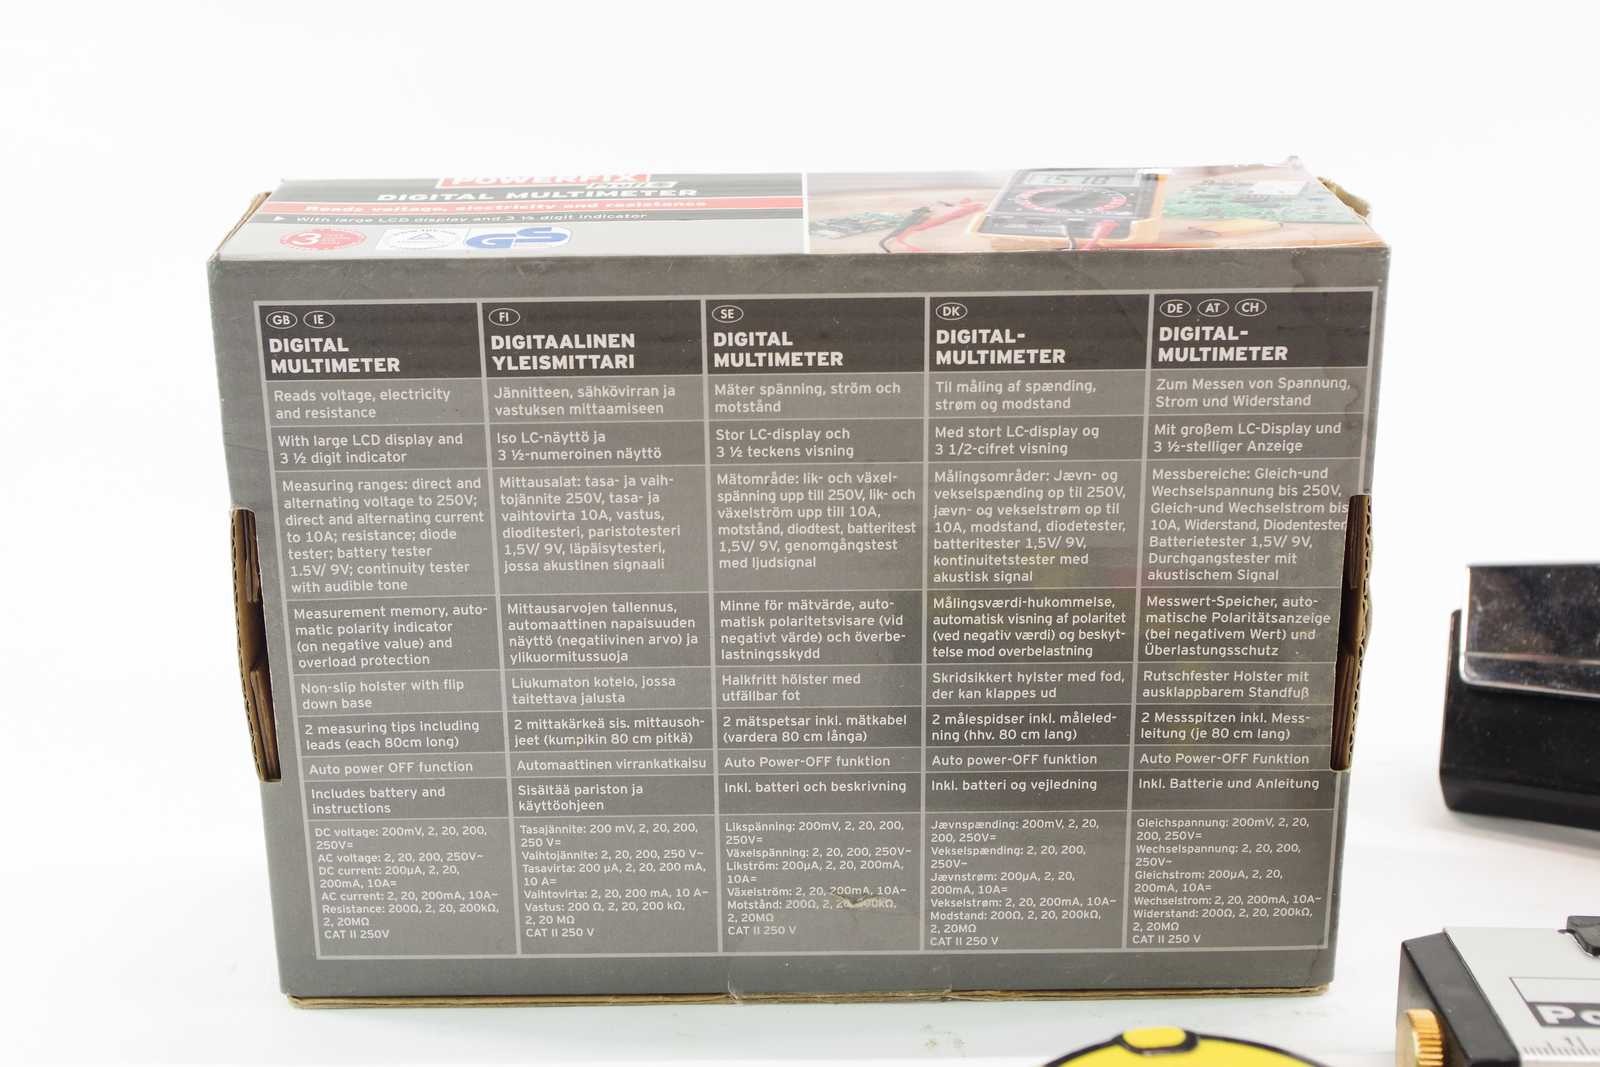 POWERFIX
DIGITAL MULTIMETER
Reads voltage, electricity and resistance
With large LCD display and 3 ½ digit indicator
3
GS
GB IE
DIGITAL
MULTIMETER
Reads voltage, electricity
and resistance
With large LCD display and
3 ½ digit indicator
Measuring ranges: direct and
alternating voltage to 250V;
direct and alternating current
to 10A; resistance; diode
tester; battery tester
1.5V/ 9V; continuity tester
with audible tone
Measurement memory, auto-
matic polarity indicator
(on negative value) and
overload protection
Non-slip holster with flip
down base
2 measuring tips including
leads (each 80cm long)
Auto power OFF function
Includes battery and
instructions
DC voltage: 200mV, 2, 20, 200,
250V=
AC voltage: 2, 20, 200, 250V~
DC current: 200µA, 2, 20,
200mA, 10A=
AC current: 2, 20, 200mA, 10A~
Resistance: 200Ω, 2, 20, 200kΩ,
2, 20MΩ
CAT II 250V
FI
DIGITAALINEN
YLEISMITTARI
Jännitteen, sähkövirran ja
vastuksen mittaamiseen
Iso LC-näyttö ja
3 ½-numeroinen näyttö
Mittausalat: tasa- ja vaih-
tojännite 250V, tasa- ja
vaihtovirta 10A, vastus,
dioditesteri, paristotesteri
1,5V/ 9V, läpäisytesteri,
jossa akustinen signaali
Mittausarvojen tallennus,
automaattinen napaisuuden
näyttö (negatiivinen arvo) ja
ylikuormitussuoja
Liukumaton kotelo, jossa
taitettava jalusta
2 mittakärkeä sis. mittausoh-
jeet (kumpikin 80 cm pitkä)
Automaattinen virrankatkaisu
Sisältää pariston ja
käyttöohjeen
Tasajännite: 200 mV, 2, 20, 200,
250 V=
Vaihtojännite: 2, 20, 200, 250 V~
Tasavirta: 200 µA, 2, 20, 200 mA,
10 A=
Vaihtovirta: 2, 20, 200 mA, 10 A~
Vastus: 200 Ω, 2, 20, 200 kΩ,
2, 20 MΩ
CAT II 250 V
SE
DIGITAL
MULTIMETER
Mäter spänning, ström och
motstånd
Stor LC-display och
3 ½ teckens visning
Mätområde: lik- och växel-
spänning upp till 250V, lik- och
växelström upp till 10A,
motstånd, diodtest, batteritest
1,5V/ 9V, genomgångstest
med ljudsignal
Minne för mätvärde, auto-
matisk polaritetsvisare (vid
negativt värde) och överbe-
lastningsskydd
Halkfritt hölster med
utfällbar fot
2 mätspetsar inkl. mätkabel
(vardera 80 cm långa)
Auto Power-OFF funktion
Inkl. batteri och beskrivning
Likspänning: 200mV, 2, 20, 200,
250V=
Växelspänning: 2, 20, 200, 250V~
Likström: 200µA, 2, 20, 200mA,
10A=
Växelström: 2, 20, 200mA, 10A~
Motstånd: 200Ω, 2, 20, 200kΩ,
2, 20MΩ
CAT II 250 V
DK
DIGITAL-
MULTIMETER
Til måling af spænding,
strøm og modstand
Med stort LC-display og
3 1/2-cifret visning
Målingsområder: Jævn- og
vekselspænding op til 250V,
jævn- og vekselstrøm op til
10A, modstand, diodetester,
batteritester 1,5V/ 9V,
kontinuitetstester med
akustisk signal
Målingsværdi-hukommelse,
automatisk visning af polaritet
(ved negativ værdi) og beskyt-
telse mod overbelastning
Skridsikkert hylster med fod,
der kan klappes ud
2 målespidser inkl. måleled-
ning (hhv. 80 cm lang)
Auto power-OFF funktion
Inkl. batteri og vejledning
Jævnspænding: 200mV, 2, 20,
200, 250V=
Vekselspænding: 2, 20, 200,
250V~
Jævnstrøm: 200µA, 2, 20,
200mA, 10A=
Vekselstrøm: 2, 20, 200mA, 10A~
Modstand: 200Ω, 2, 20, 200kΩ,
2, 20MΩ
CAT II 250 V
DE AT CH
DIGITAL-
MULTIMETER
Zum Messen von Spannung,
Strom und Widerstand
Mit großem LC-Display und
3 ½-stelliger Anzeige
Messbereiche: Gleich-und
Wechselspannung bis 250V,
Gleich-und Wechselstrom bis
10A, Widerstand, Diodentester
Batterietester 1,5V/ 9V,
Durchgangstester mit
akustischem Signal
Messwert-Speicher, auto-
matische Polaritätsanzeige
(bei negativem Wert) und
Überlastungsschutz
Rutschfester Holster mit
ausklappbarem Standfuß
2 Messspitzen inkl. Mess-
leitung (je 80 cm lang)
Auto Power-OFF Funktion
Inkl. Batterie und Anleitung
Gleichspannung: 200mV, 2, 20,
200, 250V=
Wechselspannung: 2, 20, 200,
250V~
Gleichstrom: 200µA, 2, 20,
200mA, 10A=
Wechselstrom: 2, 20, 200mA, 10A~
Widerstand: 200Ω, 2, 20, 200kΩ,
2, 20MΩ
CAT II 250 V